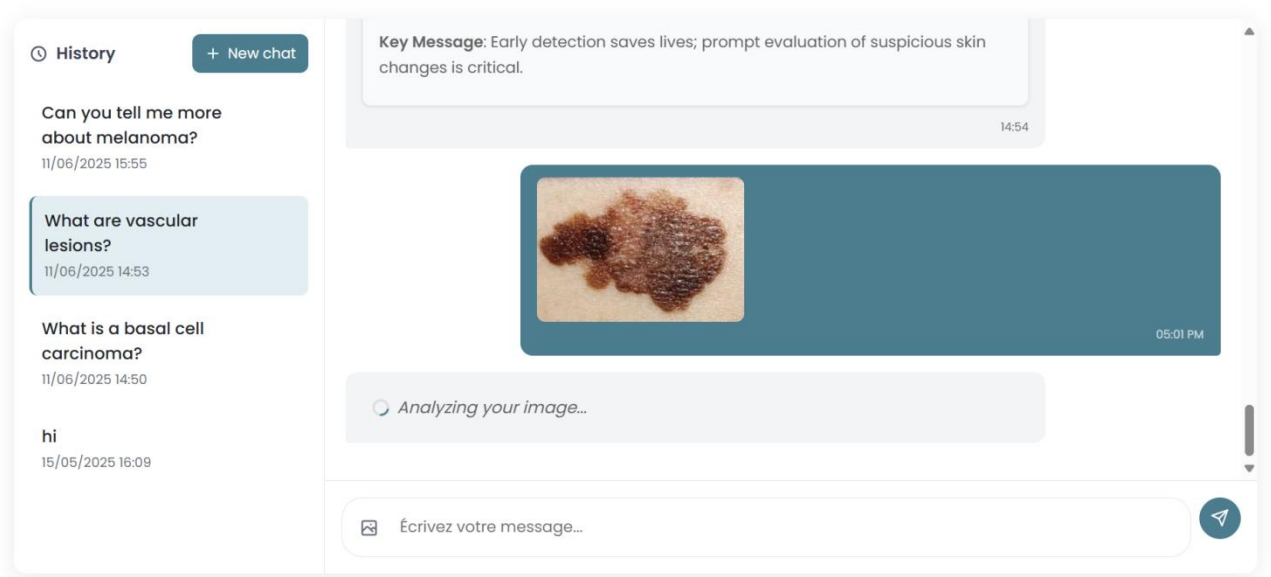 History
+ New chat
Can you tell me more
about melanoma?
11/06/2025 15:55
What are vascular
lesions?
11/06/2025 14:53
What is a basal cell
carcinoma?
11/06/2025 14:50
hi
15/05/2025 16:09
Key Message: Early detection saves lives; prompt evaluation of suspicious skin
changes is critical.
14:54
05:01 PM
Analyzing your image...
Écrivez votre message...